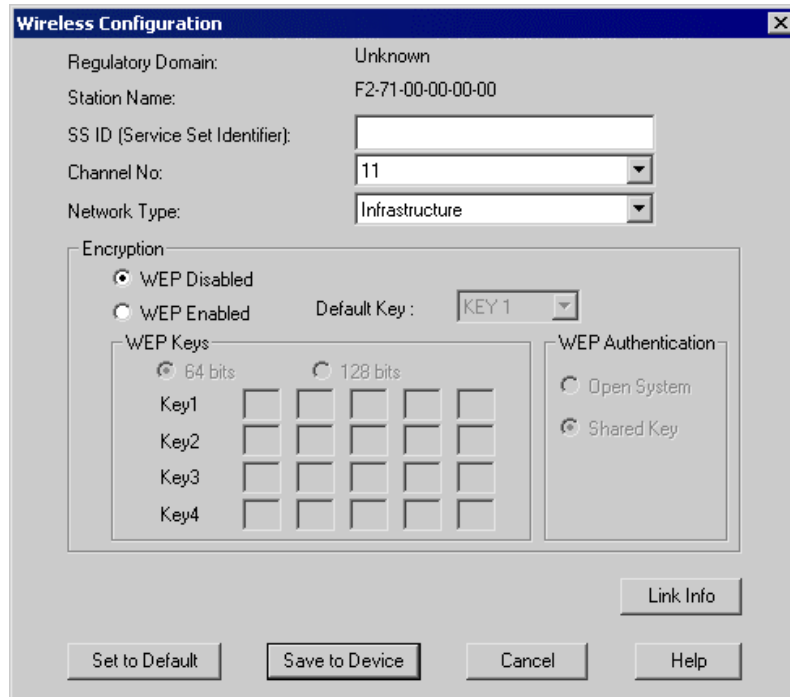 Wireless Configuration
Regulatory Domain: Unknown
Station Name: F2-71-00-00-00-00
SS ID (Service Set Identifier):
Channel No: 11
Network Type: Infrastructure
Encryption
WEP Disabled
WEP Enabled Default Key : KEY 1
WEP Keys
64 bits 128 bits
Key1
Key2
Key3
Key4
WEP Authentication
Open System
Shared Key
Link Info
Set to Default Save to Device Cancel Help